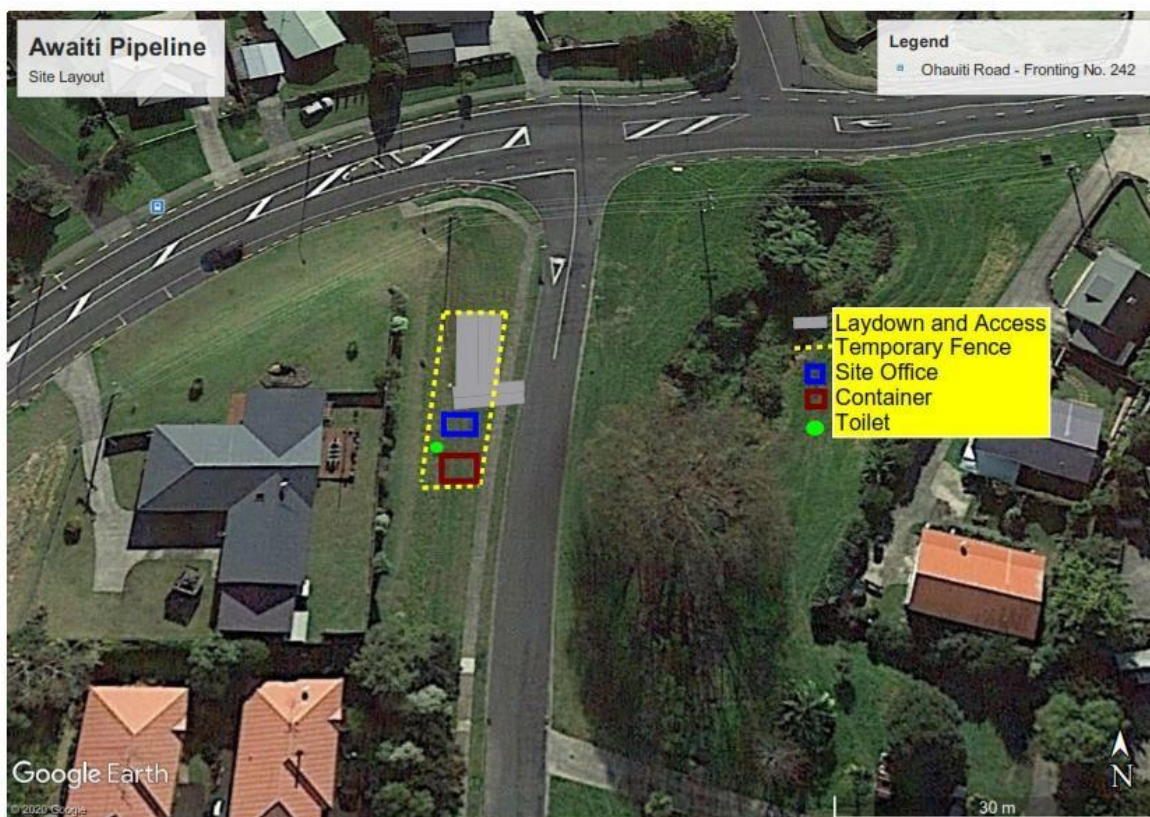 Awaiti Pipeline
Site Layout
Legend
Ohauiti Road - Fronting No. 242
Laydown and Access
Temporary Fence
Site Office
Container
Toilet
Google Earth
© 2020 Google
N
30 m